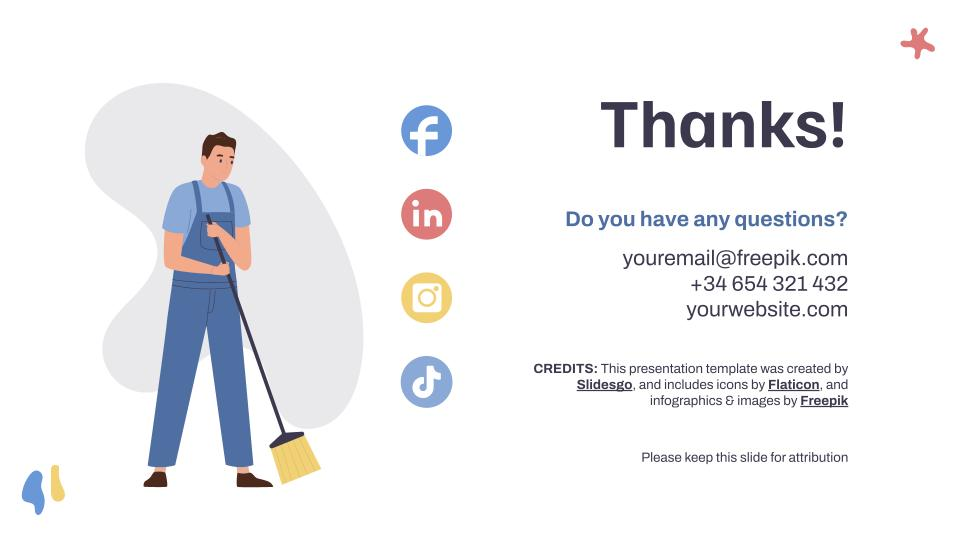 Thanks!
Do you have any questions?
youremail@freepik.com
+34 654 321 432
yourwebsite.com
CREDITS: This presentation template was created by
Slidesgo, and includes icons by Flaticon, and
infographics & images by Freepik
Please keep this slide for attribution